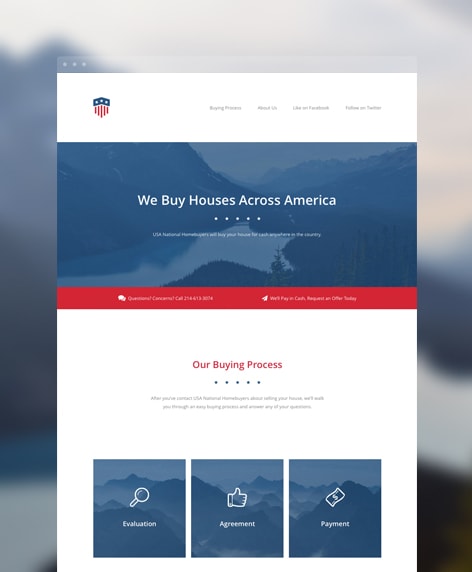 Buying Process About Us Like on Facebook Follow on Twitter
We Buy Houses Across America
USA National Homebuyers will buy your house for cash anywhere in the country.
Questions? Concerns? Call 214-613-3074 We'll Pay in Cash, Request an Offer Today
Our Buying Process
After you've contact USA National Homebuyers about selling your house, we'll walk
you through an easy buying process and answer any of your questions.
Evaluation Agreement Payment